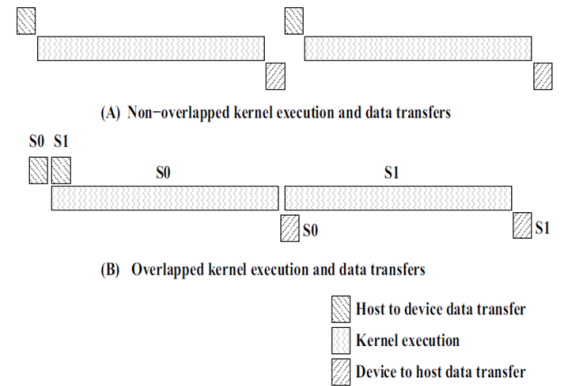 (A) Non-overlapped kernel execution and data transfers
S0 S1
S0
S1
S0
S1
(B) Overlapped kernel execution and data transfers
Host to device data transfer
Kernel execution
Device to host data transfer